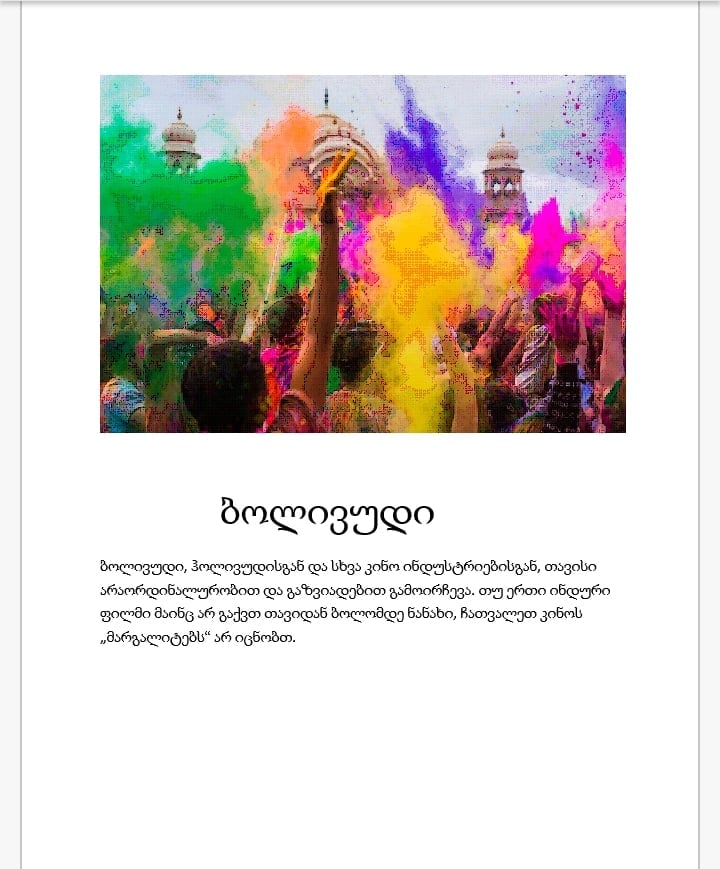 ბოლივუდი
ბოლივუდი, ჰოლივუდისგან და სხვა კინო ინდუსტრიებისგან, თავისი
არაორდინალურობით და გაზვიადებით გამოირჩევა. თუ ერთი ინდური
ფილმი მაინც არ გაქვთ თავიდან ბოლომდე ნანახი, ჩათვალეთ კინოს
„მარგალიტებს“ არ იცნობთ.